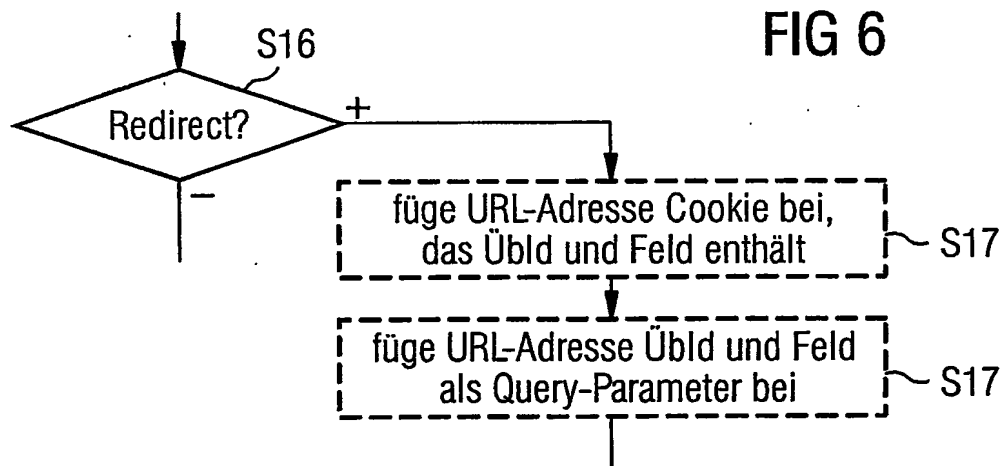 FIG 6
S16
Redirect?
+
–
füge URL-Adresse Cookie bei,
das ÜbId und Feld enthält
S17
füge URL-Adresse ÜbId und Feld
als Query-Parameter bei
S17